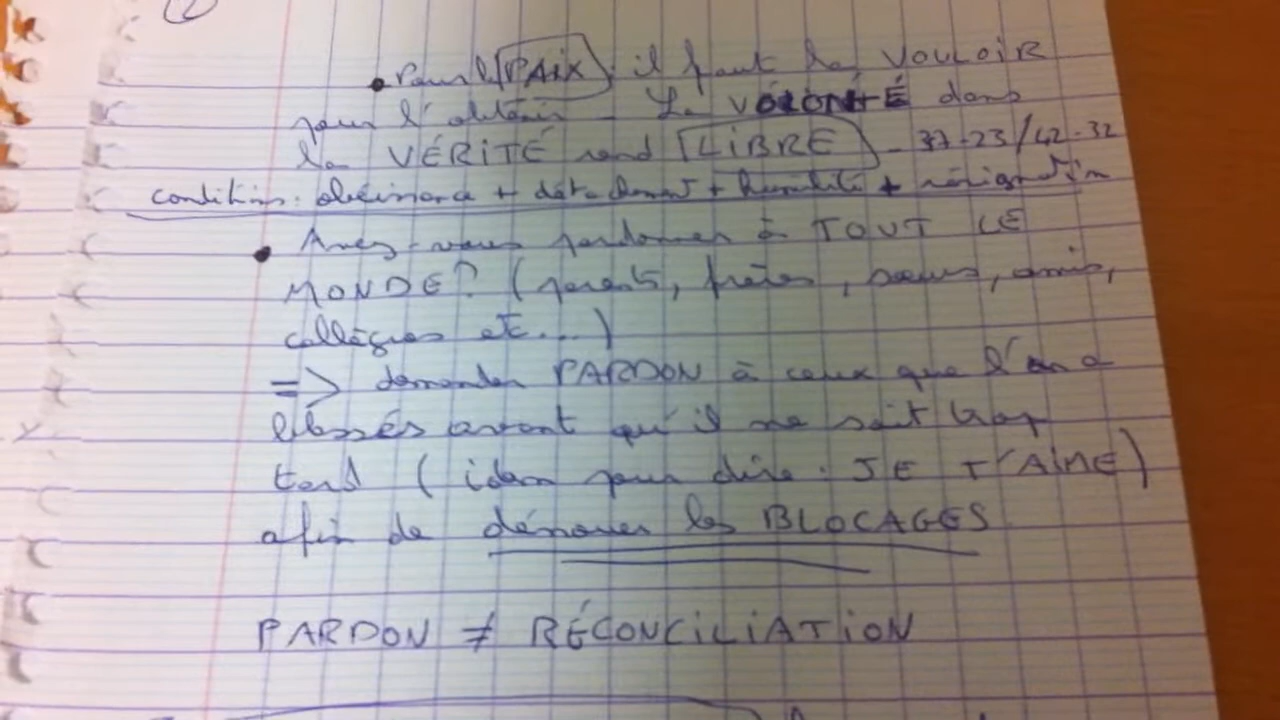 2
• Pour la PAIX, il faut la VOULOIR
pour l'obtenir - La VOLONTÉ dans
la VÉRITÉ rend LIBRE - 37-23/42-32
conditions: obéissance + détachement + humilité + résignation
• Avez-vous pardonner à TOUT LE
MONDE? (parents, frères, sœurs, amis,
collègues etc...)
=> demander PARDON à ceux que l'on a
blessés avant qu'il ne soit trop
tard (idem pour dire: JE T'AIME)
afin de dénouer les BLOCAGES
PARDON ≠ RÉCONCILIATION